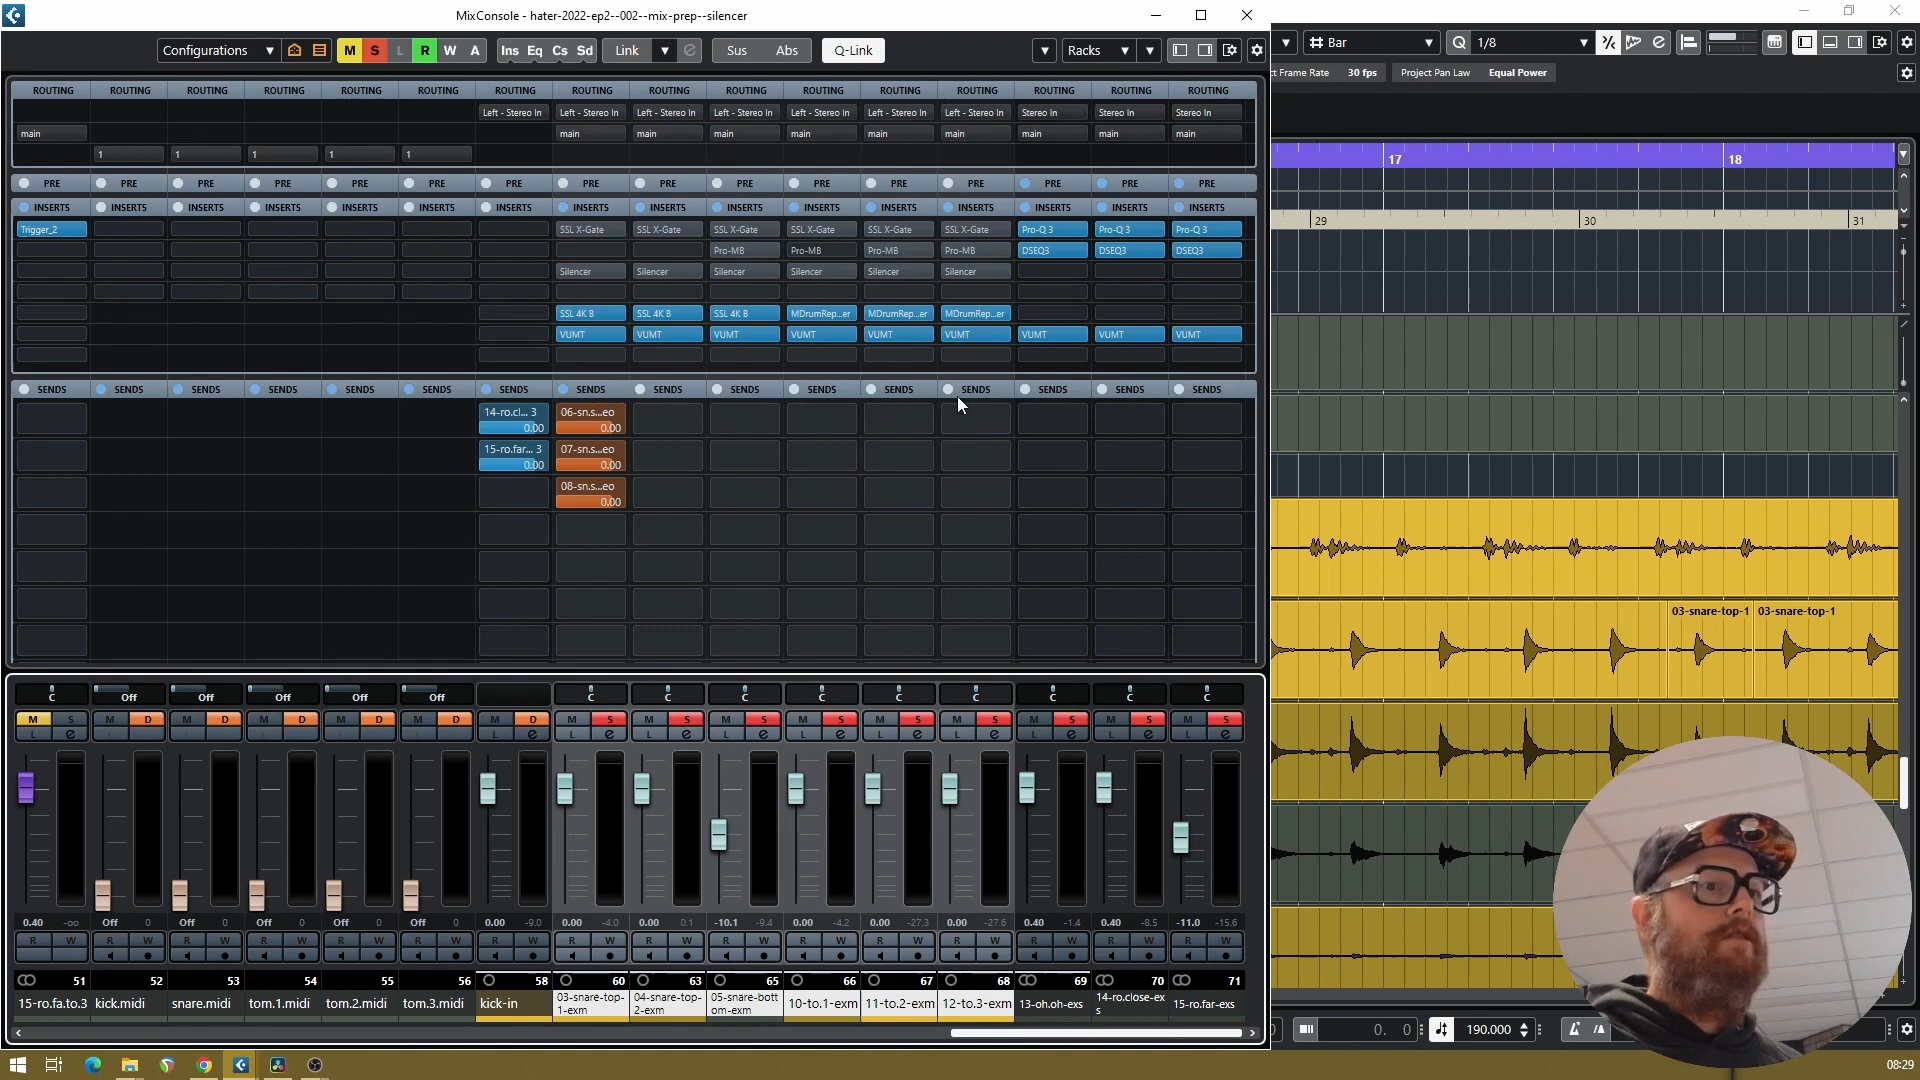 MixConsole - hater-2022-ep2--002--mix-prep--silencer
Configurations M S L R W A Ins Eq Cs Sd Link Sus Abs Q-Link Racks
Bar Q 1/8
ct Frame Rate 30 fps Project Pan Law Equal Power
ROUTING ROUTING ROUTING ROUTING ROUTING ROUTING ROUTING ROUTING ROUTING ROUTING ROUTING ROUTING ROUTING ROUTING ROUTING ROUTING
Left - Stereo In Left - Stereo In Left - Stereo In Left - Stereo In Left - Stereo In Left - Stereo In Left - Stereo In Stereo In Stereo In Stereo In
main main main main main main main main main main
1 1 1 1 1
17 18
PRE PRE PRE PRE PRE PRE PRE PRE PRE PRE PRE PRE PRE PRE PRE PRE
INSERTS INSERTS INSERTS INSERTS INSERTS INSERTS INSERTS INSERTS INSERTS INSERTS INSERTS INSERTS INSERTS INSERTS INSERTS INSERTS
29 30 31
Trigger_2 SSL X-Gate SSL X-Gate SSL X-Gate SSL X-Gate SSL X-Gate SSL X-Gate Pro-Q 3 Pro-Q 3 Pro-Q 3
Pro-MB Pro-MB Pro-MB Pro-MB DSEQ3 DSEQ3 DSEQ3
Silencer Silencer Silencer Silencer Silencer Silencer
SSL 4K B SSL 4K B SSL 4K B MDrumRep...er MDrumRep...er MDrumRep...er
VUMT VUMT VUMT VUMT VUMT VUMT VUMT VUMT VUMT
SENDS SENDS SENDS SENDS SENDS SENDS SENDS SENDS SENDS SENDS SENDS SENDS SENDS SENDS SENDS SENDS
14-ro.cl... 3 06-sn.s...eo
0.00 0.00
15-ro.far... 3 07-sn.s...eo
0.00 0.00
08-sn.s...eo
0.00
03-snare-top-1 03-snare-top-1
C Off Off Off Off Off C C C C C C C C C
M S M D M D M D M D M D M D M S M S M S M S M S M S M S M S M S
L e L e L e L e L e L e L e L e L e L e L e
0.40 -oo Off 0 Off 0 Off 0 Off 0 Off 0 0.00 -9.0 0.00 -4.0 0.00 0.1 -10.1 -9.4 0.00 -4.2 0.00 -27.3 0.00 -27.6 0.40 -1.4 0.40 -8.5 -11.0 -15.6
R W R W R W R W R W R W R W R W R W R W R W R W R W R W R W R W
51 52 53 54 55 56 58 60 63 65 66 67 68 69 70 71
15-ro.fa.to.3 kick.midi snare.midi tom.1.midi tom.2.midi tom.3.midi kick-in 03-snare-top-1-exm 04-snare-top-2-exm 05-snare-bottom-exm 10-to.1-exm 11-to.2-exm 12-to.3-exm 13-oh.oh-exs 14-ro.close-exs 15-ro.far-exs
0. 0 190.000
08:29